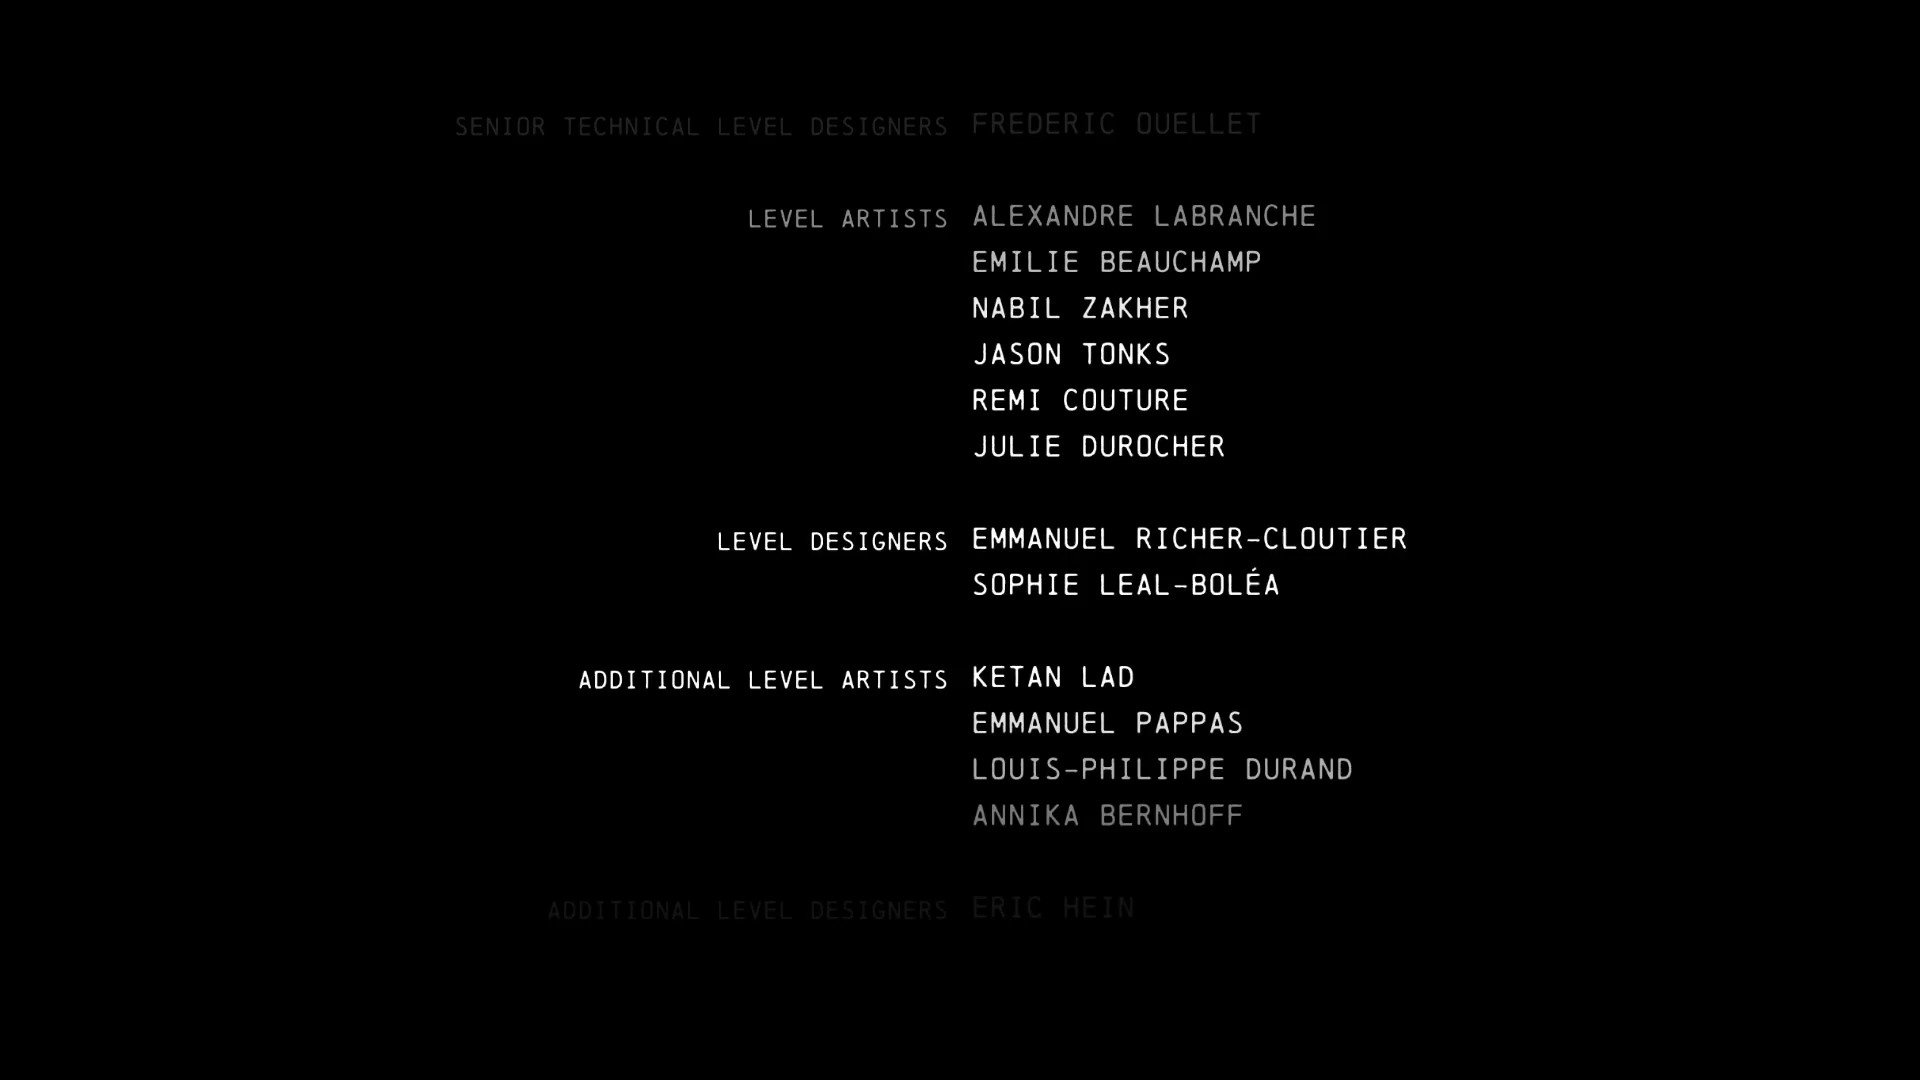 SENIOR TECHNICAL LEVEL DESIGNERS FREDERIC OUELLET
LEVEL ARTISTS ALEXANDRE LABRANCHE
EMILIE BEAUCHAMP
NABIL ZAKHER
JASON TONKS
REMI COUTURE
JULIE DUROCHER
LEVEL DESIGNERS EMMANUEL RICHER-CLOUTIER
SOPHIE LEAL-BOLÉA
ADDITIONAL LEVEL ARTISTS KETAN LAD
EMMANUEL PAPPAS
LOUIS-PHILIPPE DURAND
ANNIKA BERNHOFF
ADDITIONAL LEVEL DESIGNERS ERIC HEIN